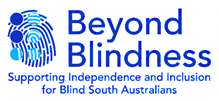 Beyond
Blindness
Supporting Independence and Inclusion
for Blind South Australians